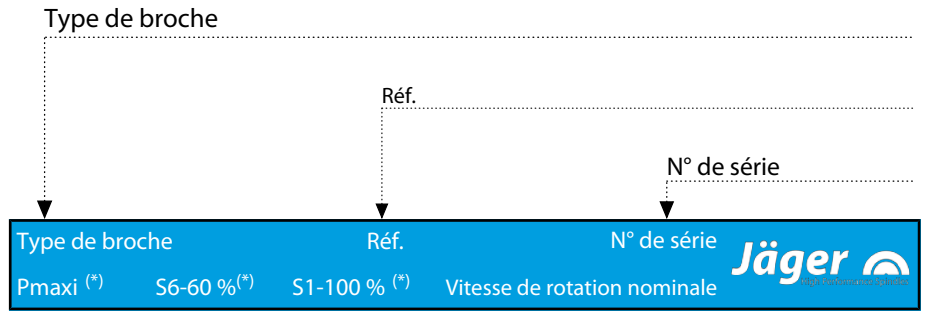 Type de broche
Réf.
N° de série
Type de broche Réf. N° de série
Jäger
Pmaxi (*) S6-60 %(*) S1-100 % (*) Vitesse de rotation nominale